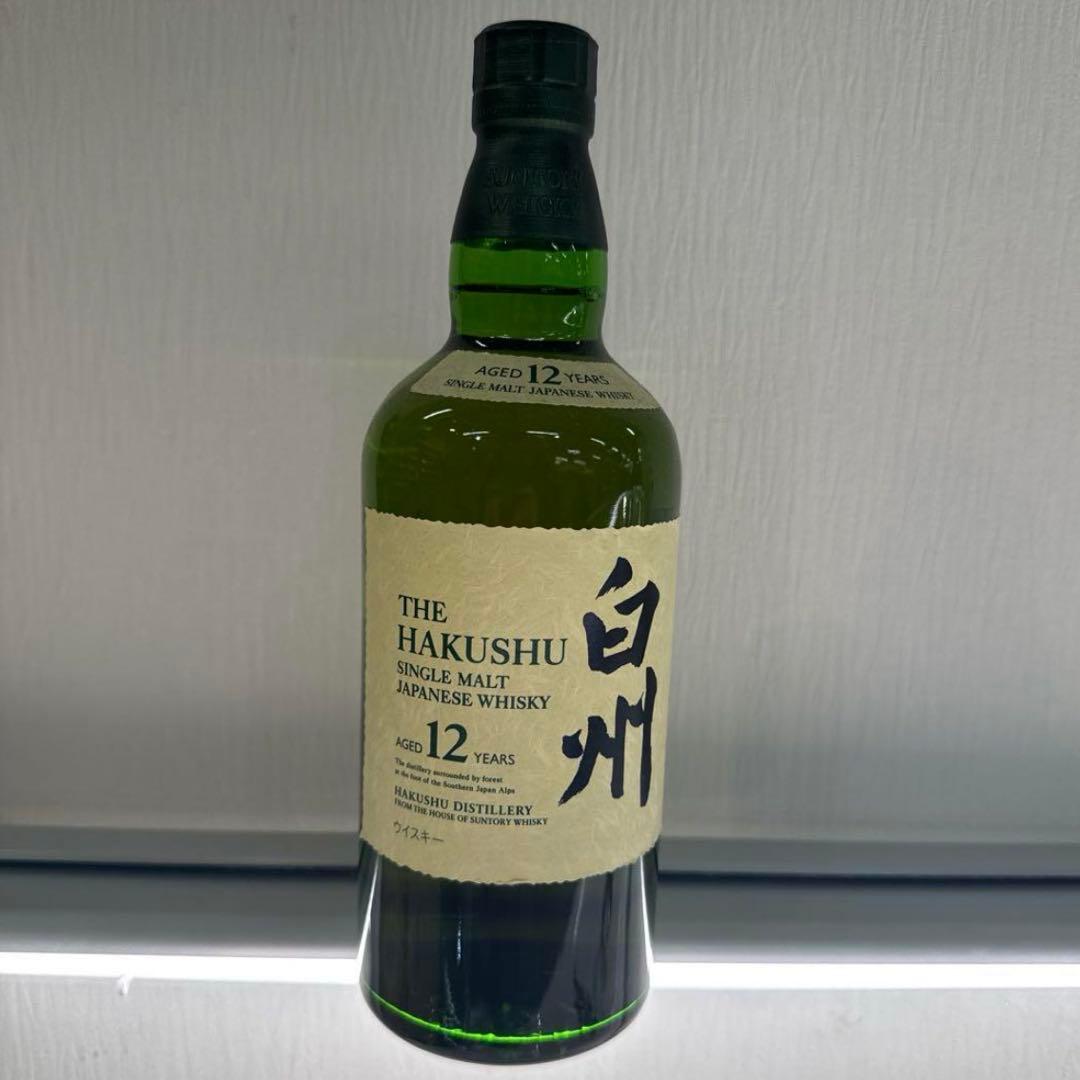 SUNTORY
WHISKY
AGED 12 YEARS
SINGLE MALT JAPANESE WHISKY
THE
HAKUSHU
SINGLE MALT
JAPANESE WHISKY
AGED 12 YEARS
The distillery surrounded by forest
at the foot of the Southern Japan Alps
HAKUSHU DISTILLERY
FROM THE HOUSE OF SUNTORY WHISKY
ウイスキー
白州